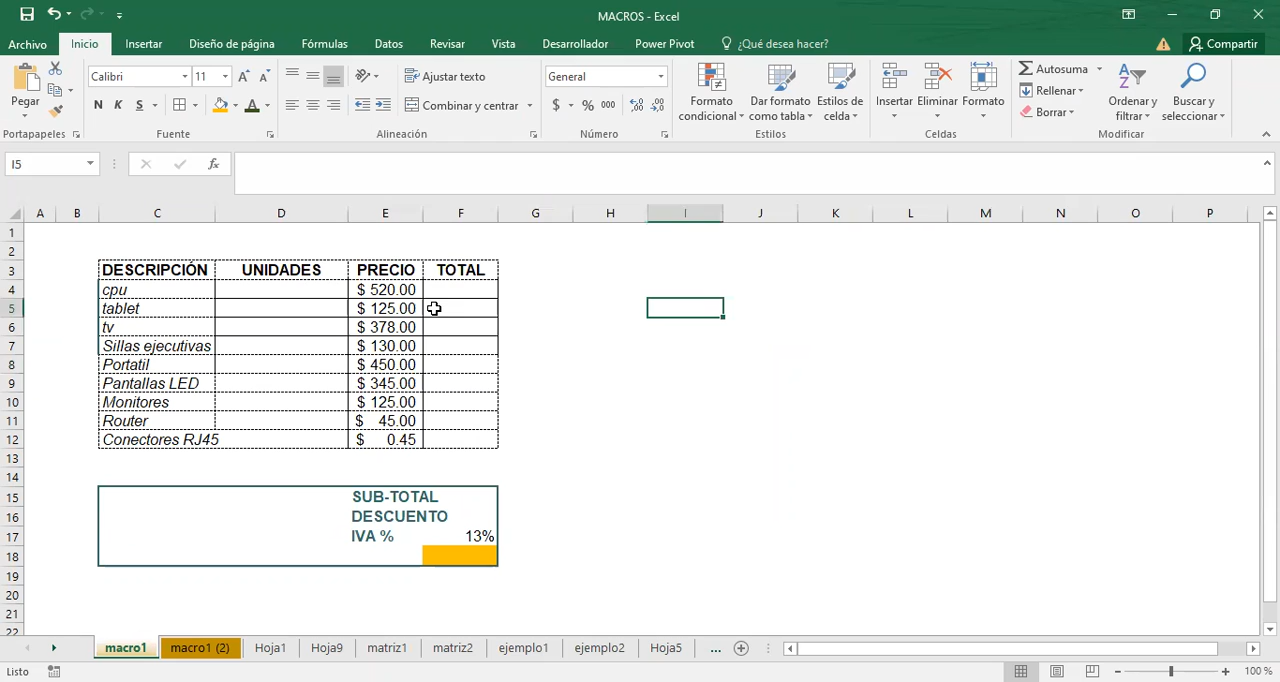 MACROS - Excel
Archivo Inicio Insertar Diseño de página Fórmulas Datos Revisar Vista Desarrollador Power Pivot ¿Qué desea hacer? Compartir
Calibri 11 Ajustar texto General Autosuma
Pegar N K S Combinar y centrar $ % 000 Formato condicional Dar formato como tabla Estilos de celda Insertar Eliminar Formato Rellenar Borrar Ordenar y filtrar Buscar y seleccionar
Portapapeles Fuente Alineación Número Estilos Celdas Modificar
I5 fx
A B C D E F G H I J K L M N O P
1
2
3 DESCRIPCIÓN UNIDADES PRECIO TOTAL
4 cpu $ 520.00
5 tablet $ 125.00
6 tv $ 378.00
7 Sillas ejecutivas $ 130.00
8 Portatil $ 450.00
9 Pantallas LED $ 345.00
10 Monitores $ 125.00
11 Router $ 45.00
12 Conectores RJ45 $ 0.45
13
14
15 SUB-TOTAL
16 DESCUENTO
17 IVA % 13%
18
19
20
21
22
macro1 macro1 (2) Hoja1 Hoja9 matriz1 matriz2 ejemplo1 ejemplo2 Hoja5 ...
Listo 100 %